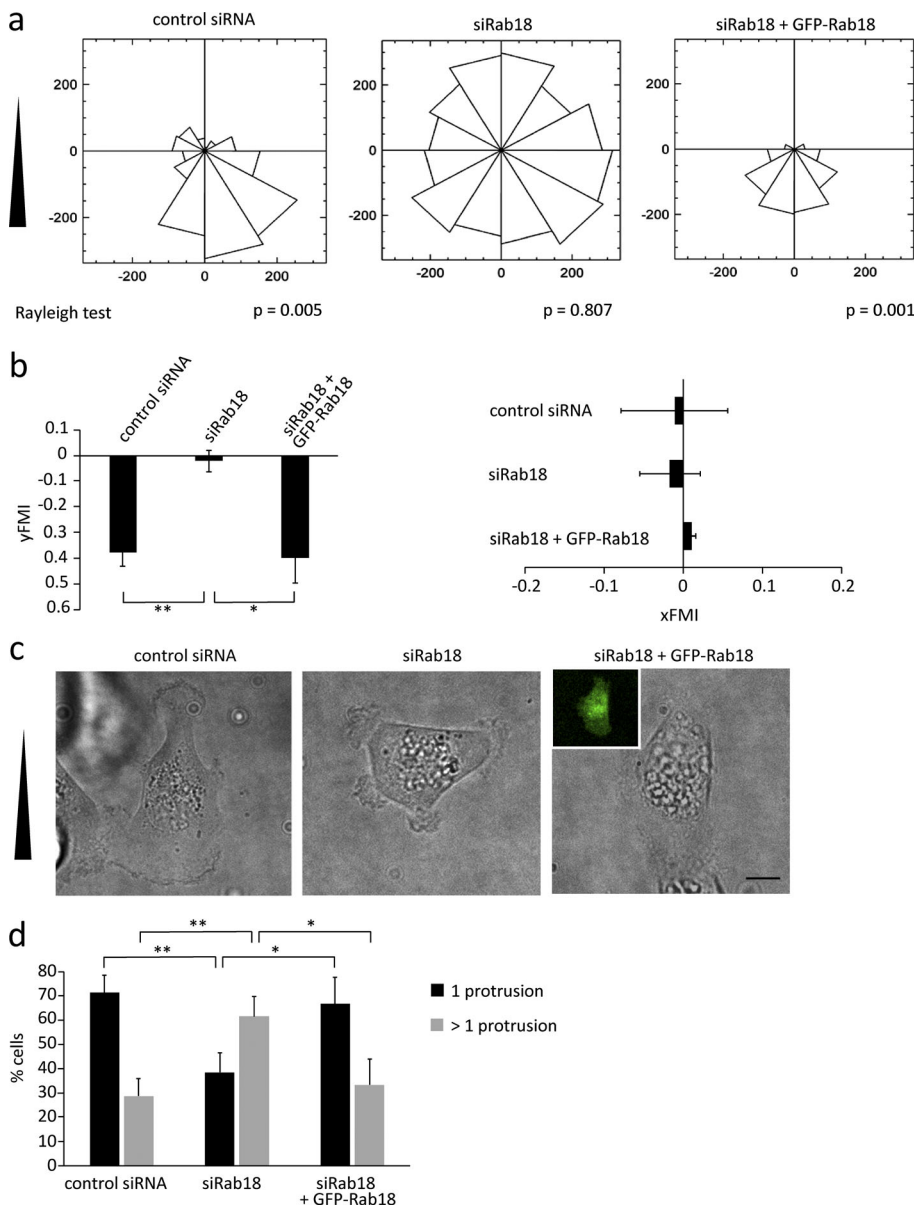 a
control siRNA
siRab18
siRab18 + GFP-Rab18
200
0
-200
-200
0
200
200
0
-200
-200
0
200
200
0
-200
-200
0
200
Rayleigh test
p = 0.005
p = 0.807
p = 0.001
b
control siRNA
siRab18
siRab18 +
GFP-Rab18
0.1
0
-0.1
-0.2
0.3
0.4
0.5
0.6
yFMI
**
*
control siRNA
siRab18
siRab18 + GFP-Rab18
-0.2
-0.1
0
0.1
0.2
xFMI
c
control siRNA
siRab18
siRab18 + GFP-Rab18
d
**
*
**
*
80
70
60
50
40
30
20
10
0
% cells
1 protrusion
> 1 protrusion
control siRNA
siRab18
siRab18
+ GFP-Rab18